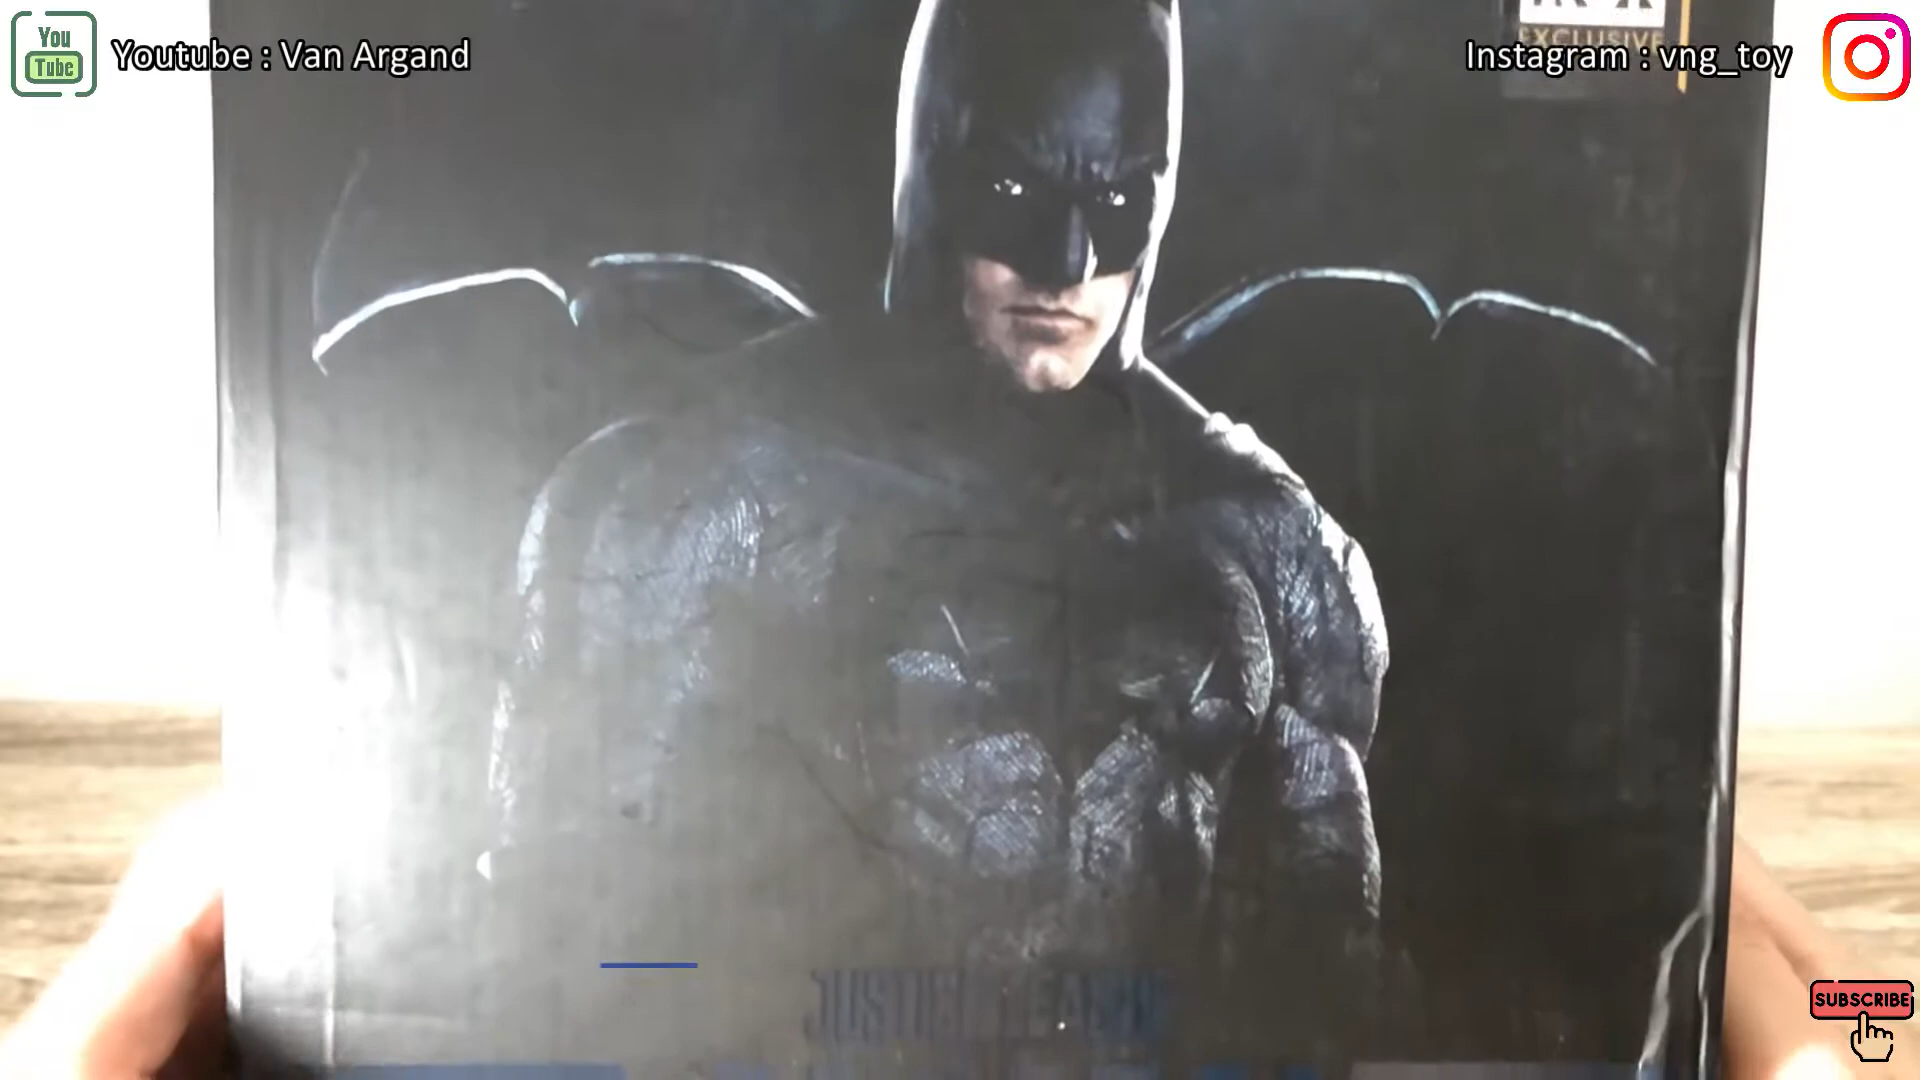 You
Tube
Youtube : Van Argand
EXCLUSIVE
Instagram : vng_toy
JUSTICE LEAGUE
SUBSCRIBE